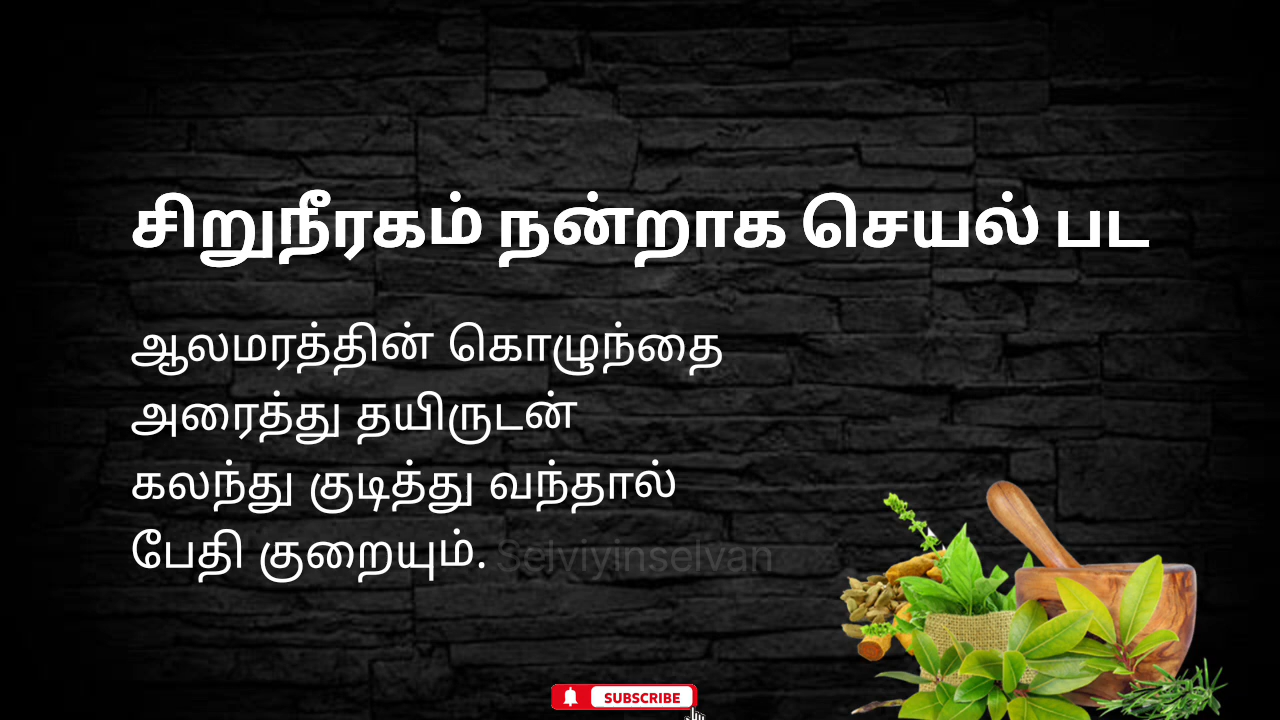 சிறுநீரகம் நன்றாக செயல் பட
ஆலமரத்தின் கொழுந்தை
அரைத்து தயிருடன்
கலந்து குடித்து வந்தால்
பேதி குறையும். Selviyinselvan
SUBSCRIBE